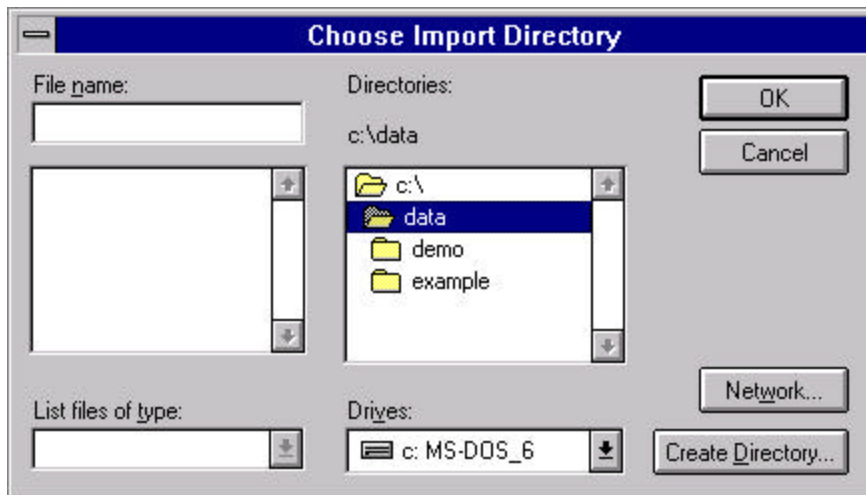 Choose Import Directory
File name:
Directories:
c:\data
c:\
data
demo
example
OK
Cancel
List files of type:
Drives:
c: MS-DOS_6
Network...
Create Directory...